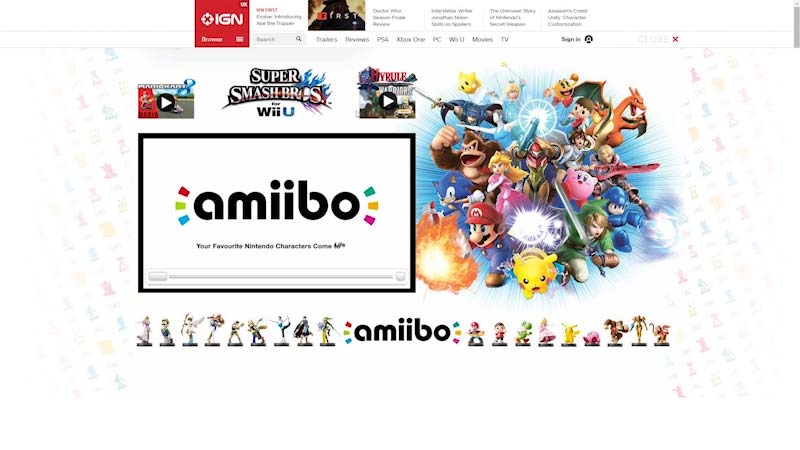 UK
IGN
IGN FIRST
Evolve: Introducing
Abe the Trapper
FIRST
Doctor Who
Season Finale
Review
Interstellar Writer
Jonathan Nolan
Spills on Spoilers
The Unknown Story
of Nintendo's
Secret Weapon
Assassin's Creed
Unity: Character
Customization
Browse
Search
Trailers Reviews PS4 Xbox One PC Wii U Movies TV
Sign in
CLOSE
MARIOKART 8
SUPER
SMASH BROS.
for
Wii U
HYRULE
WARRIORS
amiibo
Your Favourite Nintendo Characters Come to life
amiibo